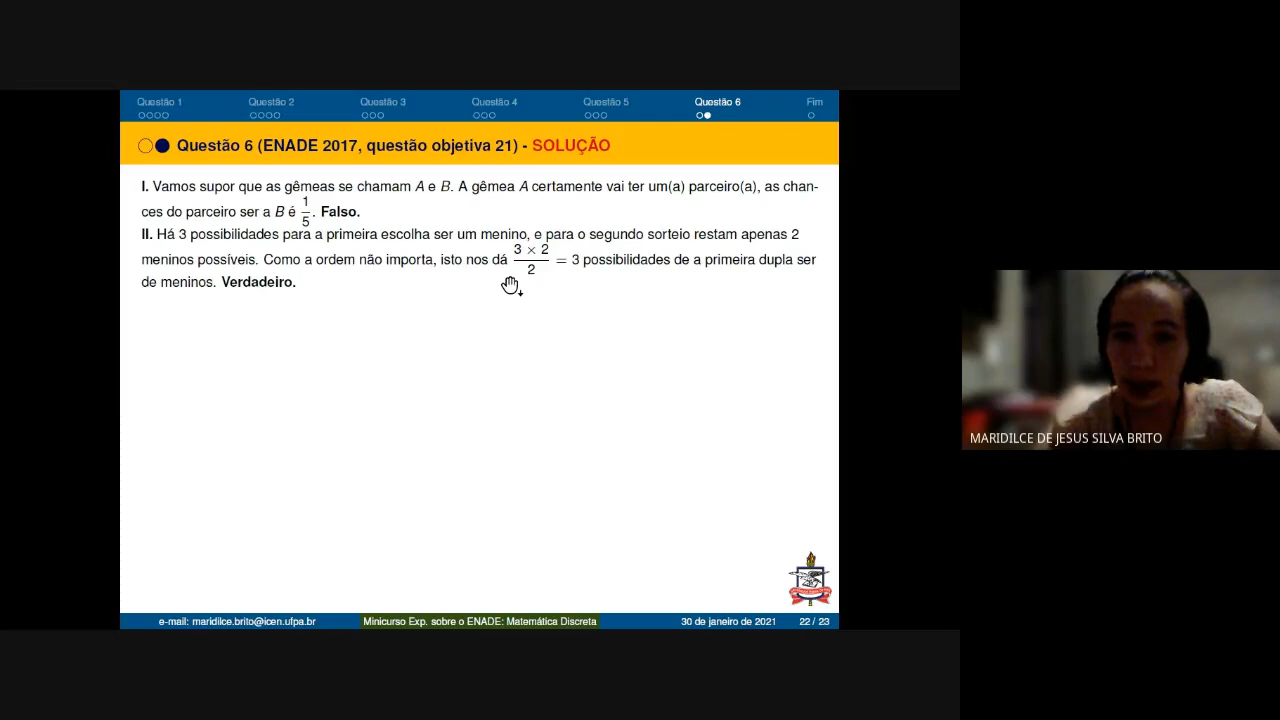 Questão 1 Questão 2 Questão 3 Questão 4 Questão 5 Questão 6 Fim
Questão 6 (ENADE 2017, questão objetiva 21) - SOLUÇÃO
I. Vamos supor que as gêmeas se chamam A e B. A gêmea A certamente vai ter um(a) parceiro(a), as chan-
ces do parceiro ser a B é 1/5. Falso.
II. Há 3 possibilidades para a primeira escolha ser um menino, e para o segundo sorteio restam apenas 2
meninos possíveis. Como a ordem não importa, isto nos dá 3 × 2 / 2 = 3 possibilidades de a primeira dupla ser
de meninos. Verdadeiro.
MARIDILCE DE JESUS SILVA BRITO
e-mail: maridilce.brito@icen.ufpa.br Minicurso Exp. sobre o ENADE: Matemática Discreta 30 de janeiro de 2021 22 / 23